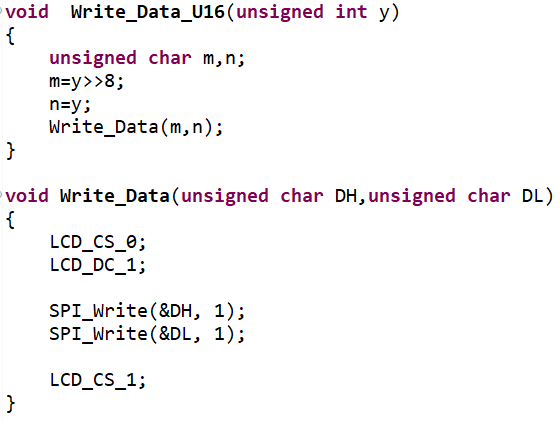 void  Write_Data_U16(unsigned int y)
{
    unsigned char m,n;
    m=y>>8;
    n=y;
    Write_Data(m,n);
}

void Write_Data(unsigned char DH,unsigned char DL)
{
    LCD_CS_0;
    LCD_DC_1;

    SPI_Write(&DH, 1);
    SPI_Write(&DL, 1);

    LCD_CS_1;
}